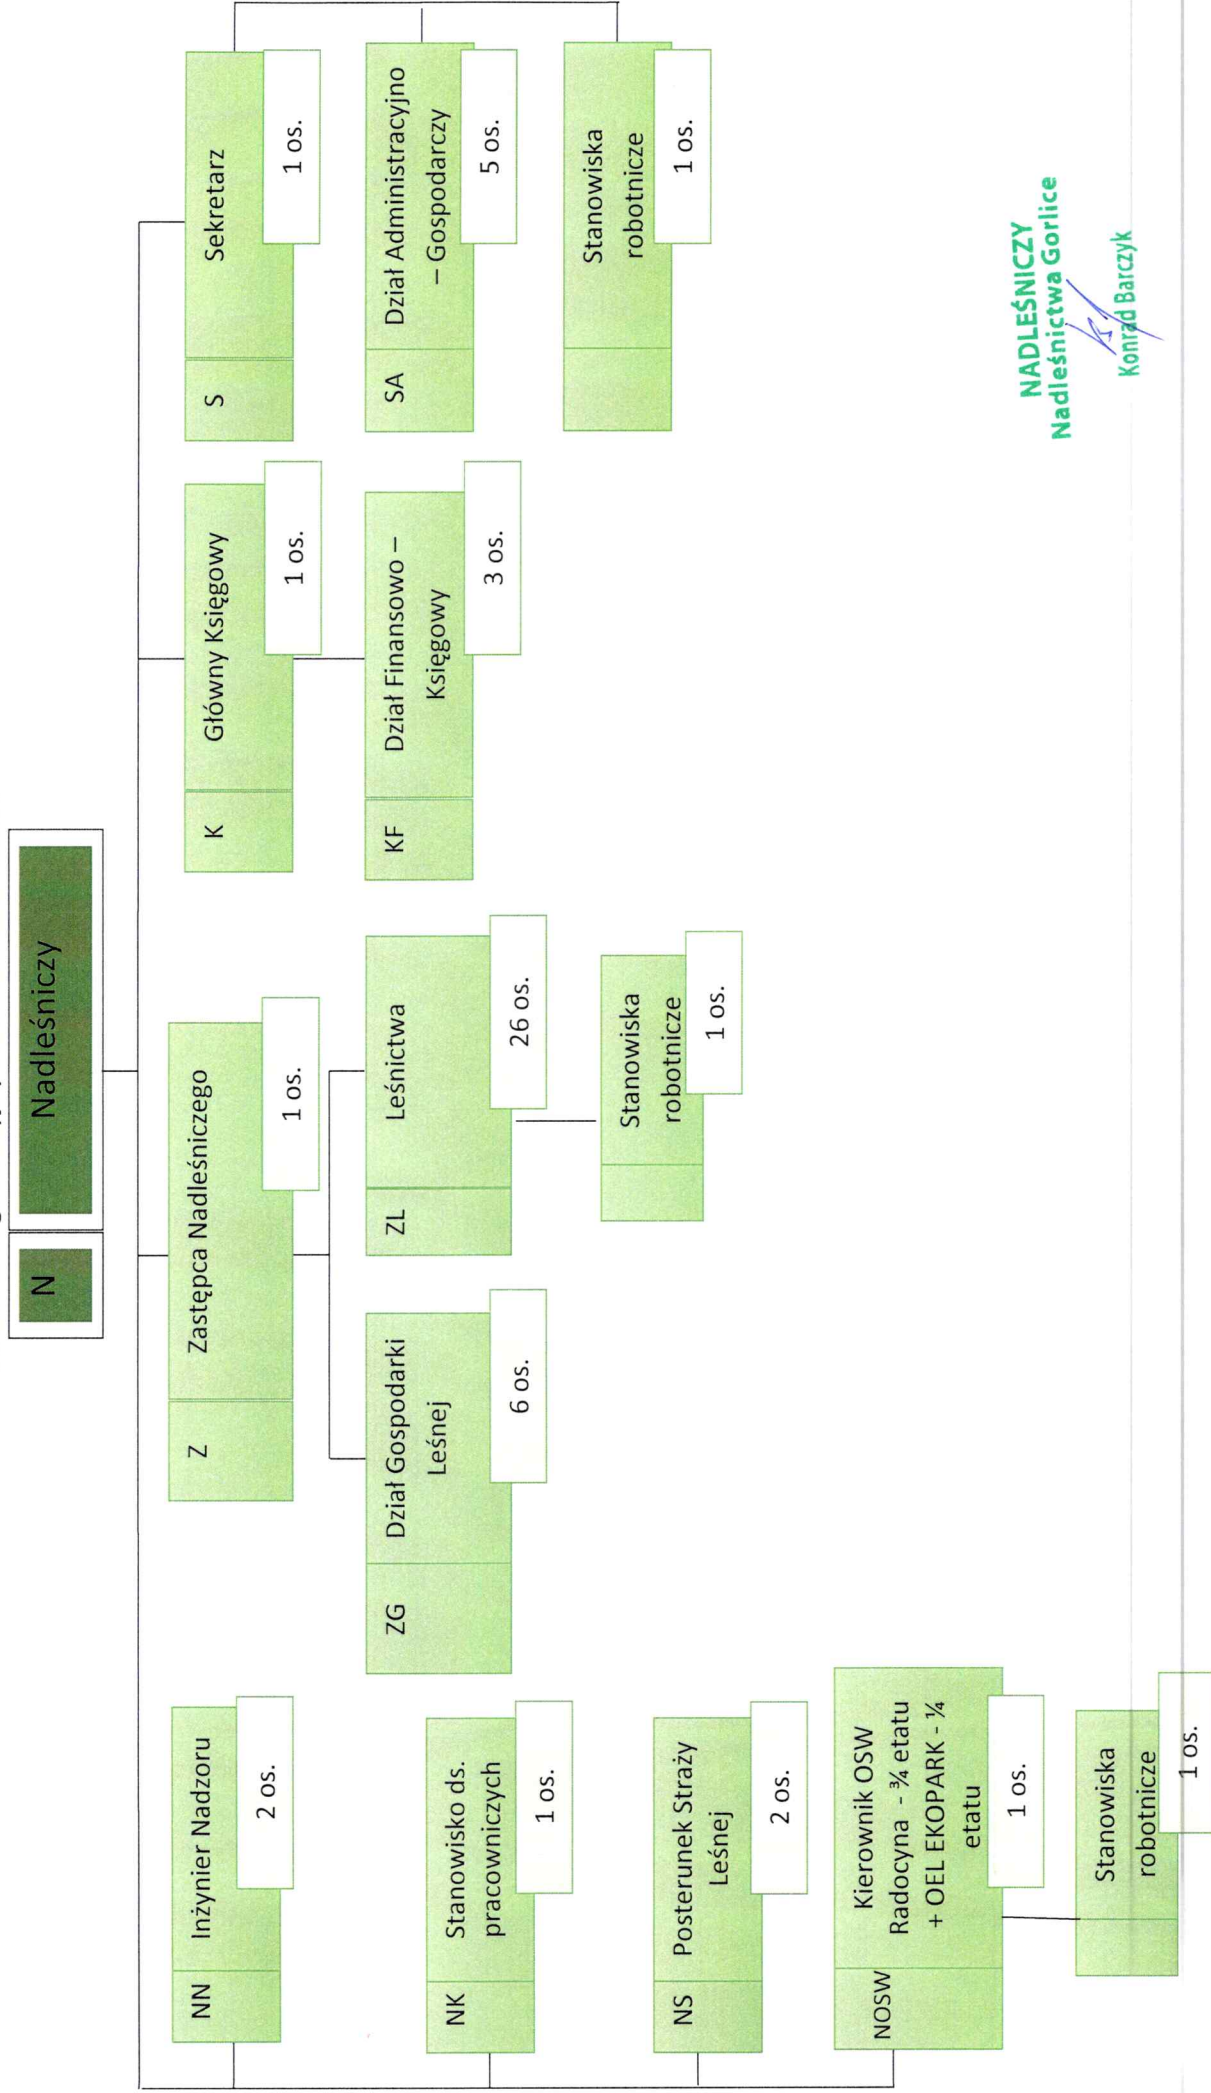 N
Nadleśniczy
NN
Inżynier Nadzoru
2 os.
NK
Stanowisko ds.
pracowniczych
1 os.
NS
Posterunek Straży
Leśnej
2 os.
NOSW
Kierownik OSW
Radocyna - ¾ etatu
+ OEL EKOPARK - ¼
etatu
1 os.
Stanowiska
robotnicze
1 os.
Z
Zastępca Nadleśniczego
1 os.
ZG
Dział Gospodarki
Leśnej
6 os.
ZL
Leśnictwa
26 os.
Stanowiska
robotnicze
1 os.
K
Główny Księgowy
1 os.
KF
Dział Finansowo –
Księgowy
3 os.
S
Sekretarz
1 os.
SA
Dział Administracyjno
– Gospodarczy
5 os.
Stanowiska
robotnicze
1 os.
NADLEŚNICZY
Nadleśnictwa Gorlice
Konrad Barczyk